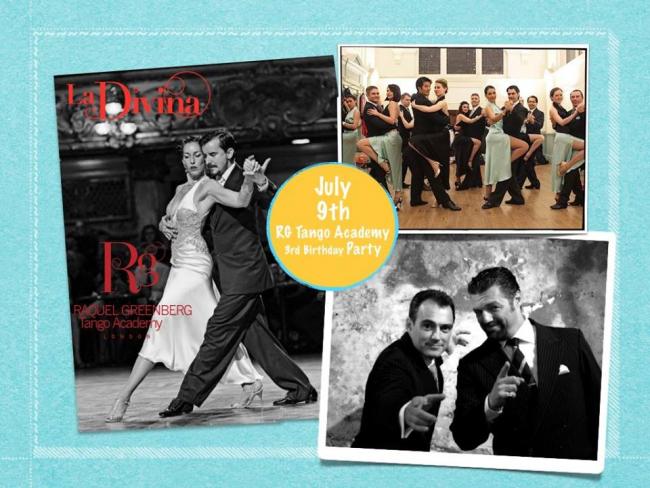 La Divina
RG
RAQUEL GREENBERG
Tango Academy
LONDON
July
9th
RG Tango Academy
3rd Birthday Party